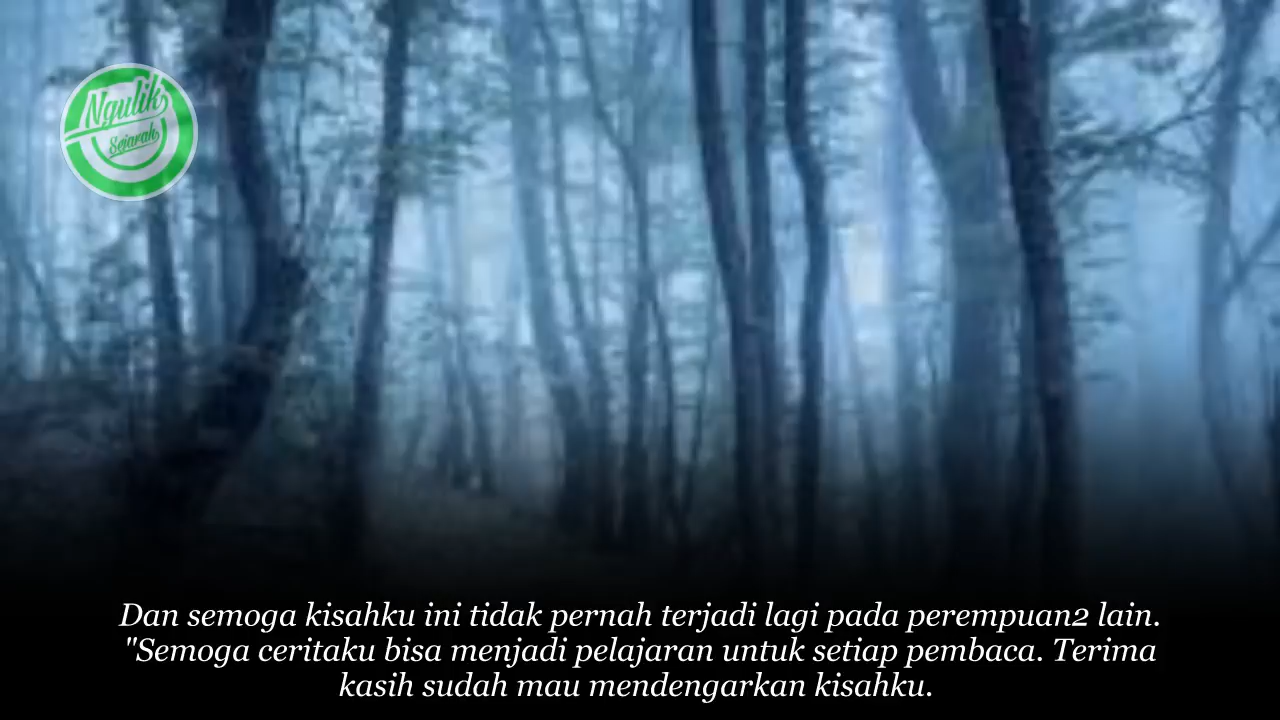 Ngulik
Sejarah
Dan semoga kisahku ini tidak pernah terjadi lagi pada perempuan2 lain.
"Semoga ceritaku bisa menjadi pelajaran untuk setiap pembaca. Terima
kasih sudah mau mendengarkan kisahku.